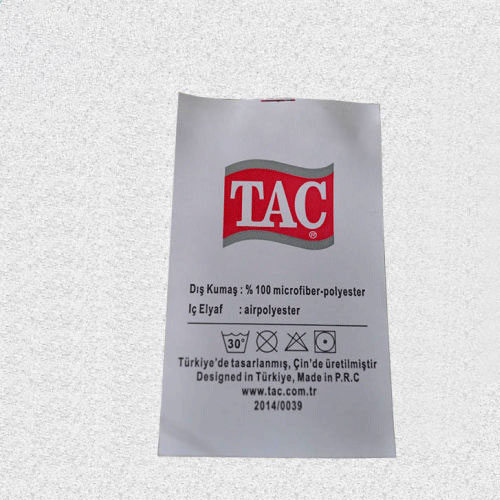 TAC
®
Dış Kumaş : % 100 microfiber-polyester
Iç Elyaf : airpolyester
30°
Türkiye'de tasarlanmış, Çin'de üretilmiştir
Designed in Türkiye, Made in P.R.C
www.tac.com.tr
2014/0039